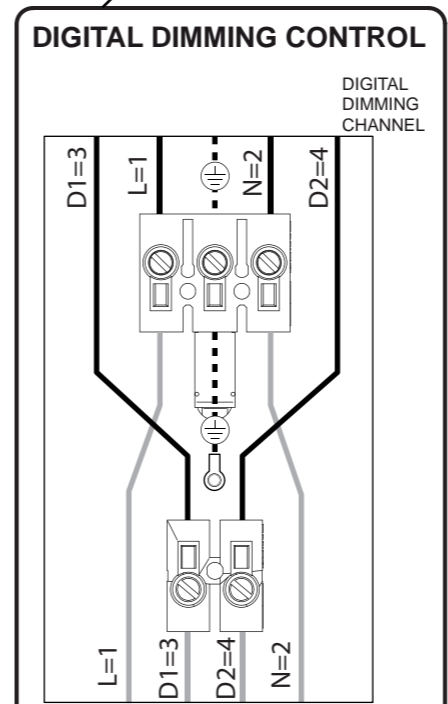 DIGITAL DIMMING CONTROL
DIGITAL
DIMMING
CHANNEL
D1=3
L=1
N=2
D2=4
L=1
D1=3
D2=4
N=2